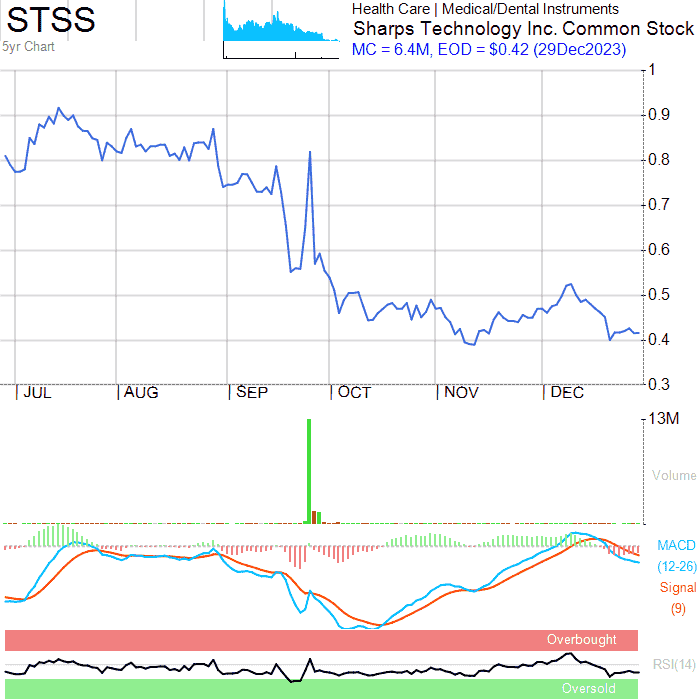 STSS
5yr Chart
Health Care | Medical/Dental Instruments
Sharps Technology Inc. Common Stock
MC = 6.4M, EOD = $0.42 (29Dec2023)
1
0.9
0.8
0.7
0.6
0.5
0.4
0.3
JUL AUG SEP OCT NOV DEC
13M
Volume
MACD
(12-26)
Signal
(9)
Overbought
RSI(14)
Oversold